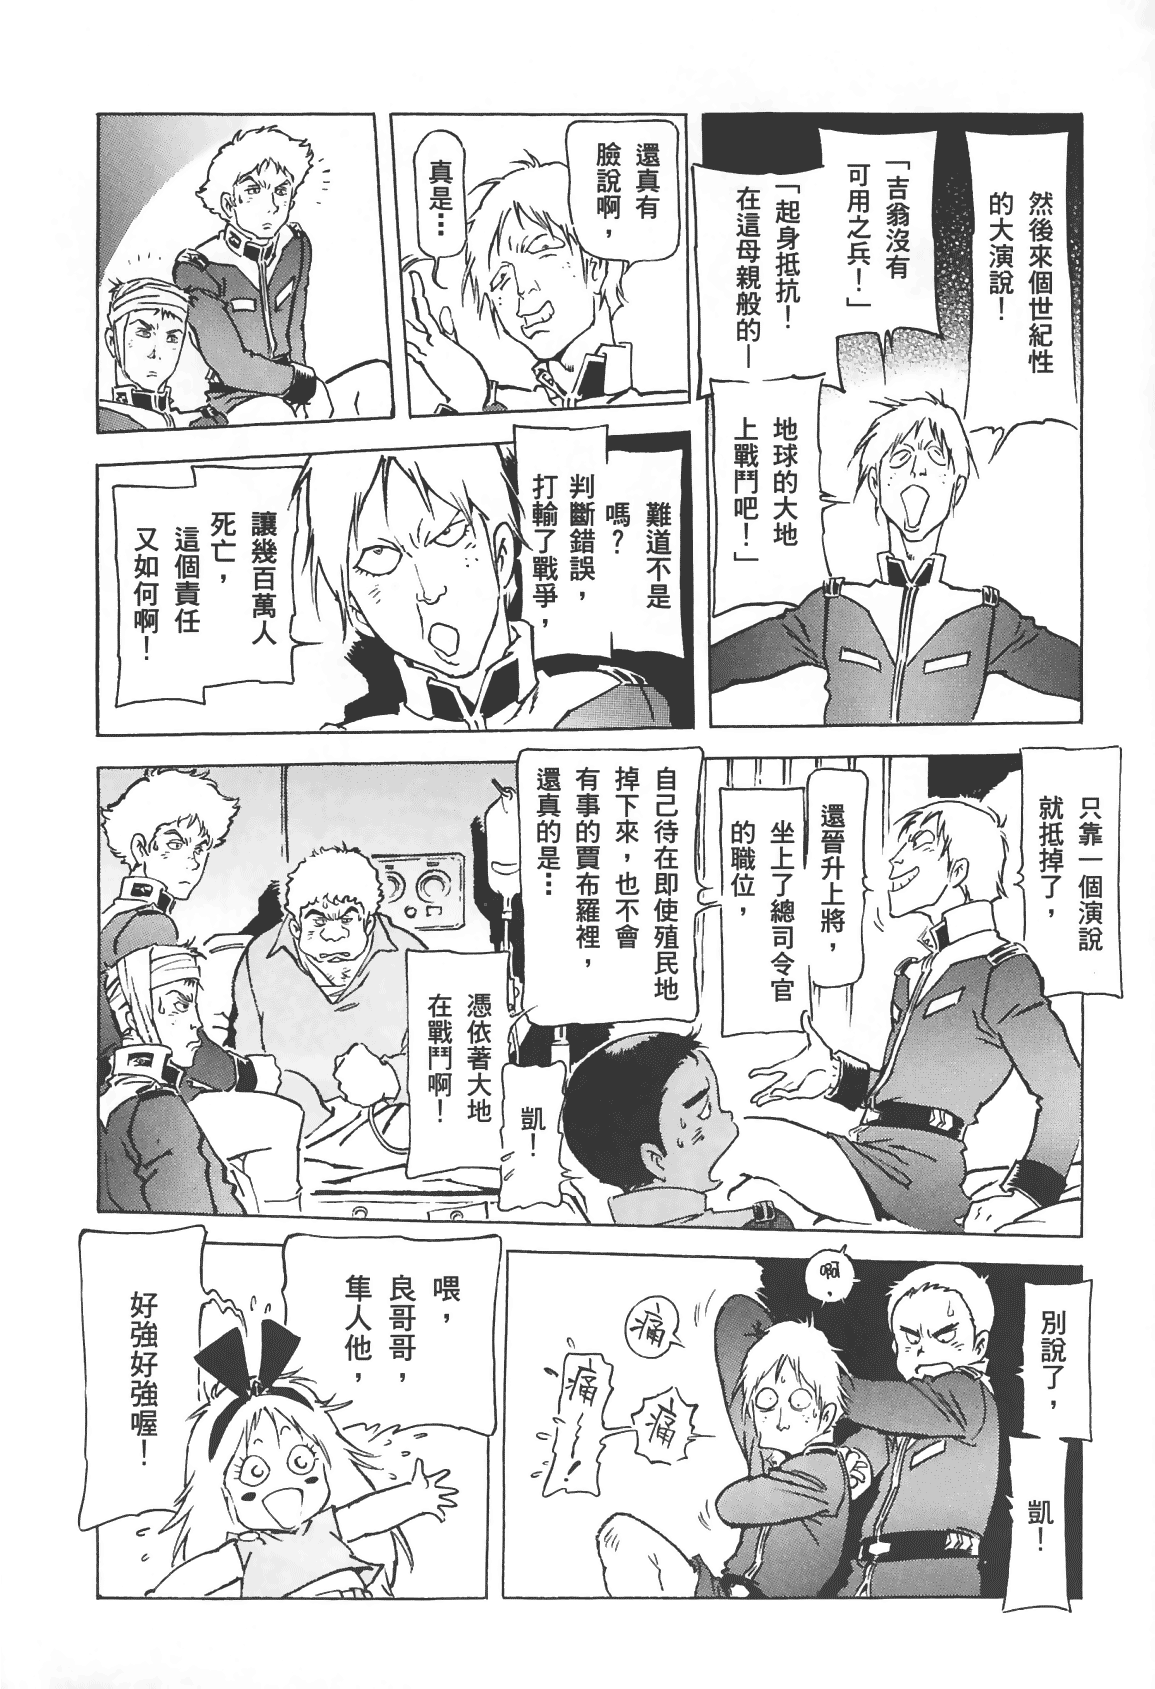 然後來個世紀性
的大演說！
「吉翁沒有
可用之兵！」
「起身抵抗！
在這母親般的—
地球的大地
上戰鬥吧！」
還真有
臉說啊，
真是…
難道不是
嗎？
判斷錯誤，
打輸了戰爭，
讓幾百萬人
死亡，
這個責任
又如何啊！
只靠一個演說
就抵掉了，
還晉升上將，
坐上了總司令官
的職位，
自己待在即使殖民地
掉下來，也不會
有事的賈布羅裡，
還真的是…
憑依著大地
在戰鬥啊！
凱！
別說了，
凱！
啊，
痛
痛！
痛
喂，
良哥哥，
隼人他，
好強好強喔！